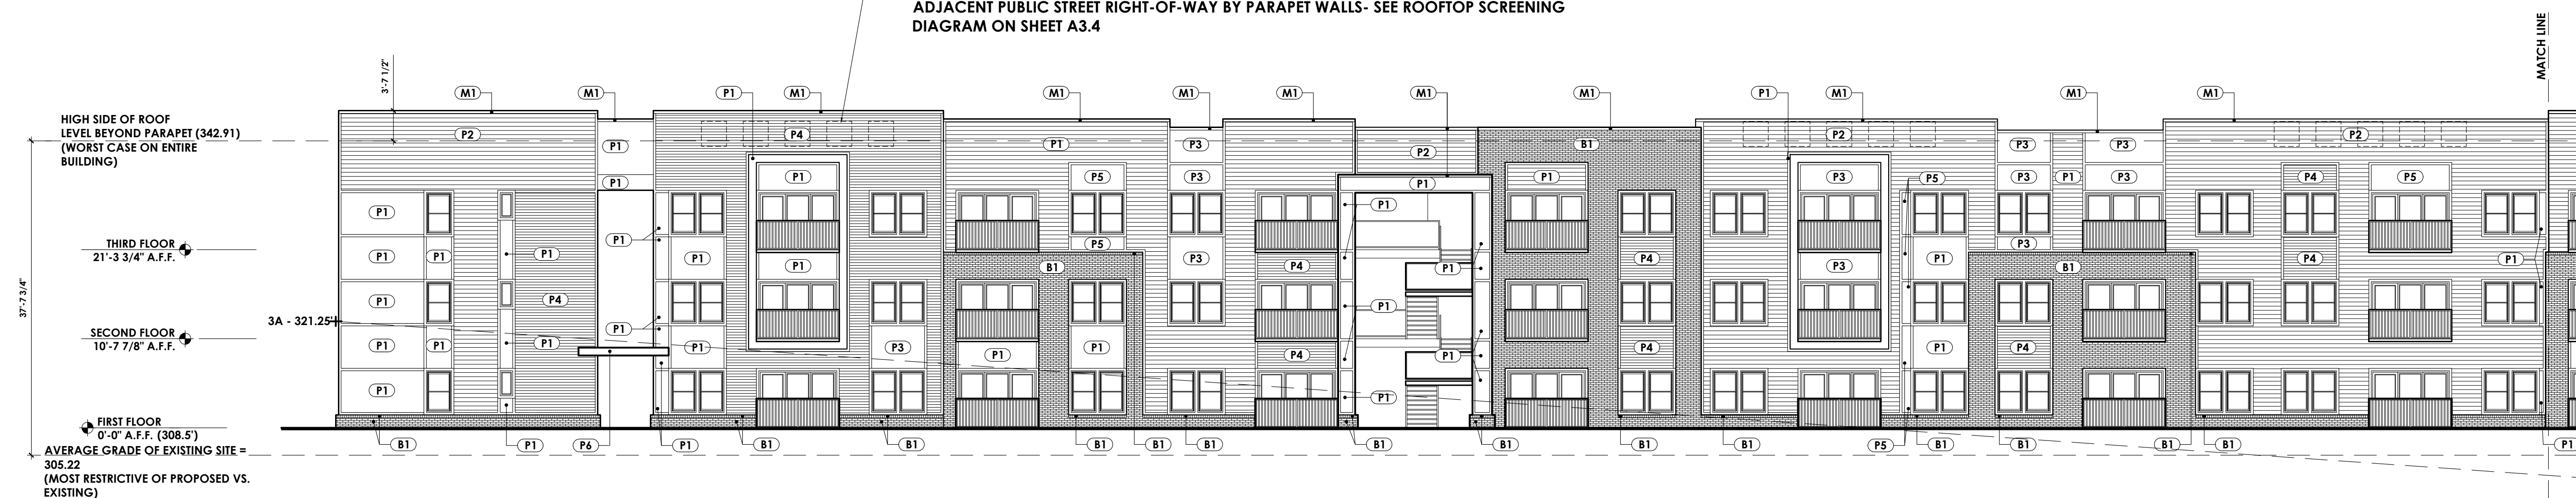 ADJACENT PUBLIC STREET RIGHT-OF-WAY BY PARAPET WALLS- SEE ROOFTOP SCREENING
DIAGRAM ON SHEET A3.4
MATCH LINE
3'-7 1/2"
M1 M1 P1 M1 M1 M1 M1 M1 M1 P1 M1 M1 M1
HIGH SIDE OF ROOF
LEVEL BEYOND PARAPET (342.91)
(WORST CASE ON ENTIRE
BUILDING)
P2 P1 P4 P1 P3 P2 B1 P2 P3 P3 P2
P1 P1 P5 P3 P1 P1 P3 P5 P3 P1 P3 P4 P5
P1 P1
THIRD FLOOR
21'-3 3/4" A.F.F.
P1 P5 P3
P1 P1 P1 P1 P1 P3 P4 P4 P3 P1 P4 P1
P1 B1 P1 B1
37'-7 3/4"
P1 P4 P1
3A - 321.25'
SECOND FLOOR
10'-7 7/8" A.F.F.
P1
P1 P1 P1 P1 P3 P1 P1 P4 P1 P4 P1 P4
P1 P1
FIRST FLOOR
0'-0" A.F.F. (308.5')
B1 P1 P6 P1 B1 B1 B1 B1 B1 B1 B1 B1 B1 P5 B1 B1 B1 B1 P1
AVERAGE GRADE OF EXISTING SITE =
305.22
(MOST RESTRICTIVE OF PROPOSED VS.
EXISTING)